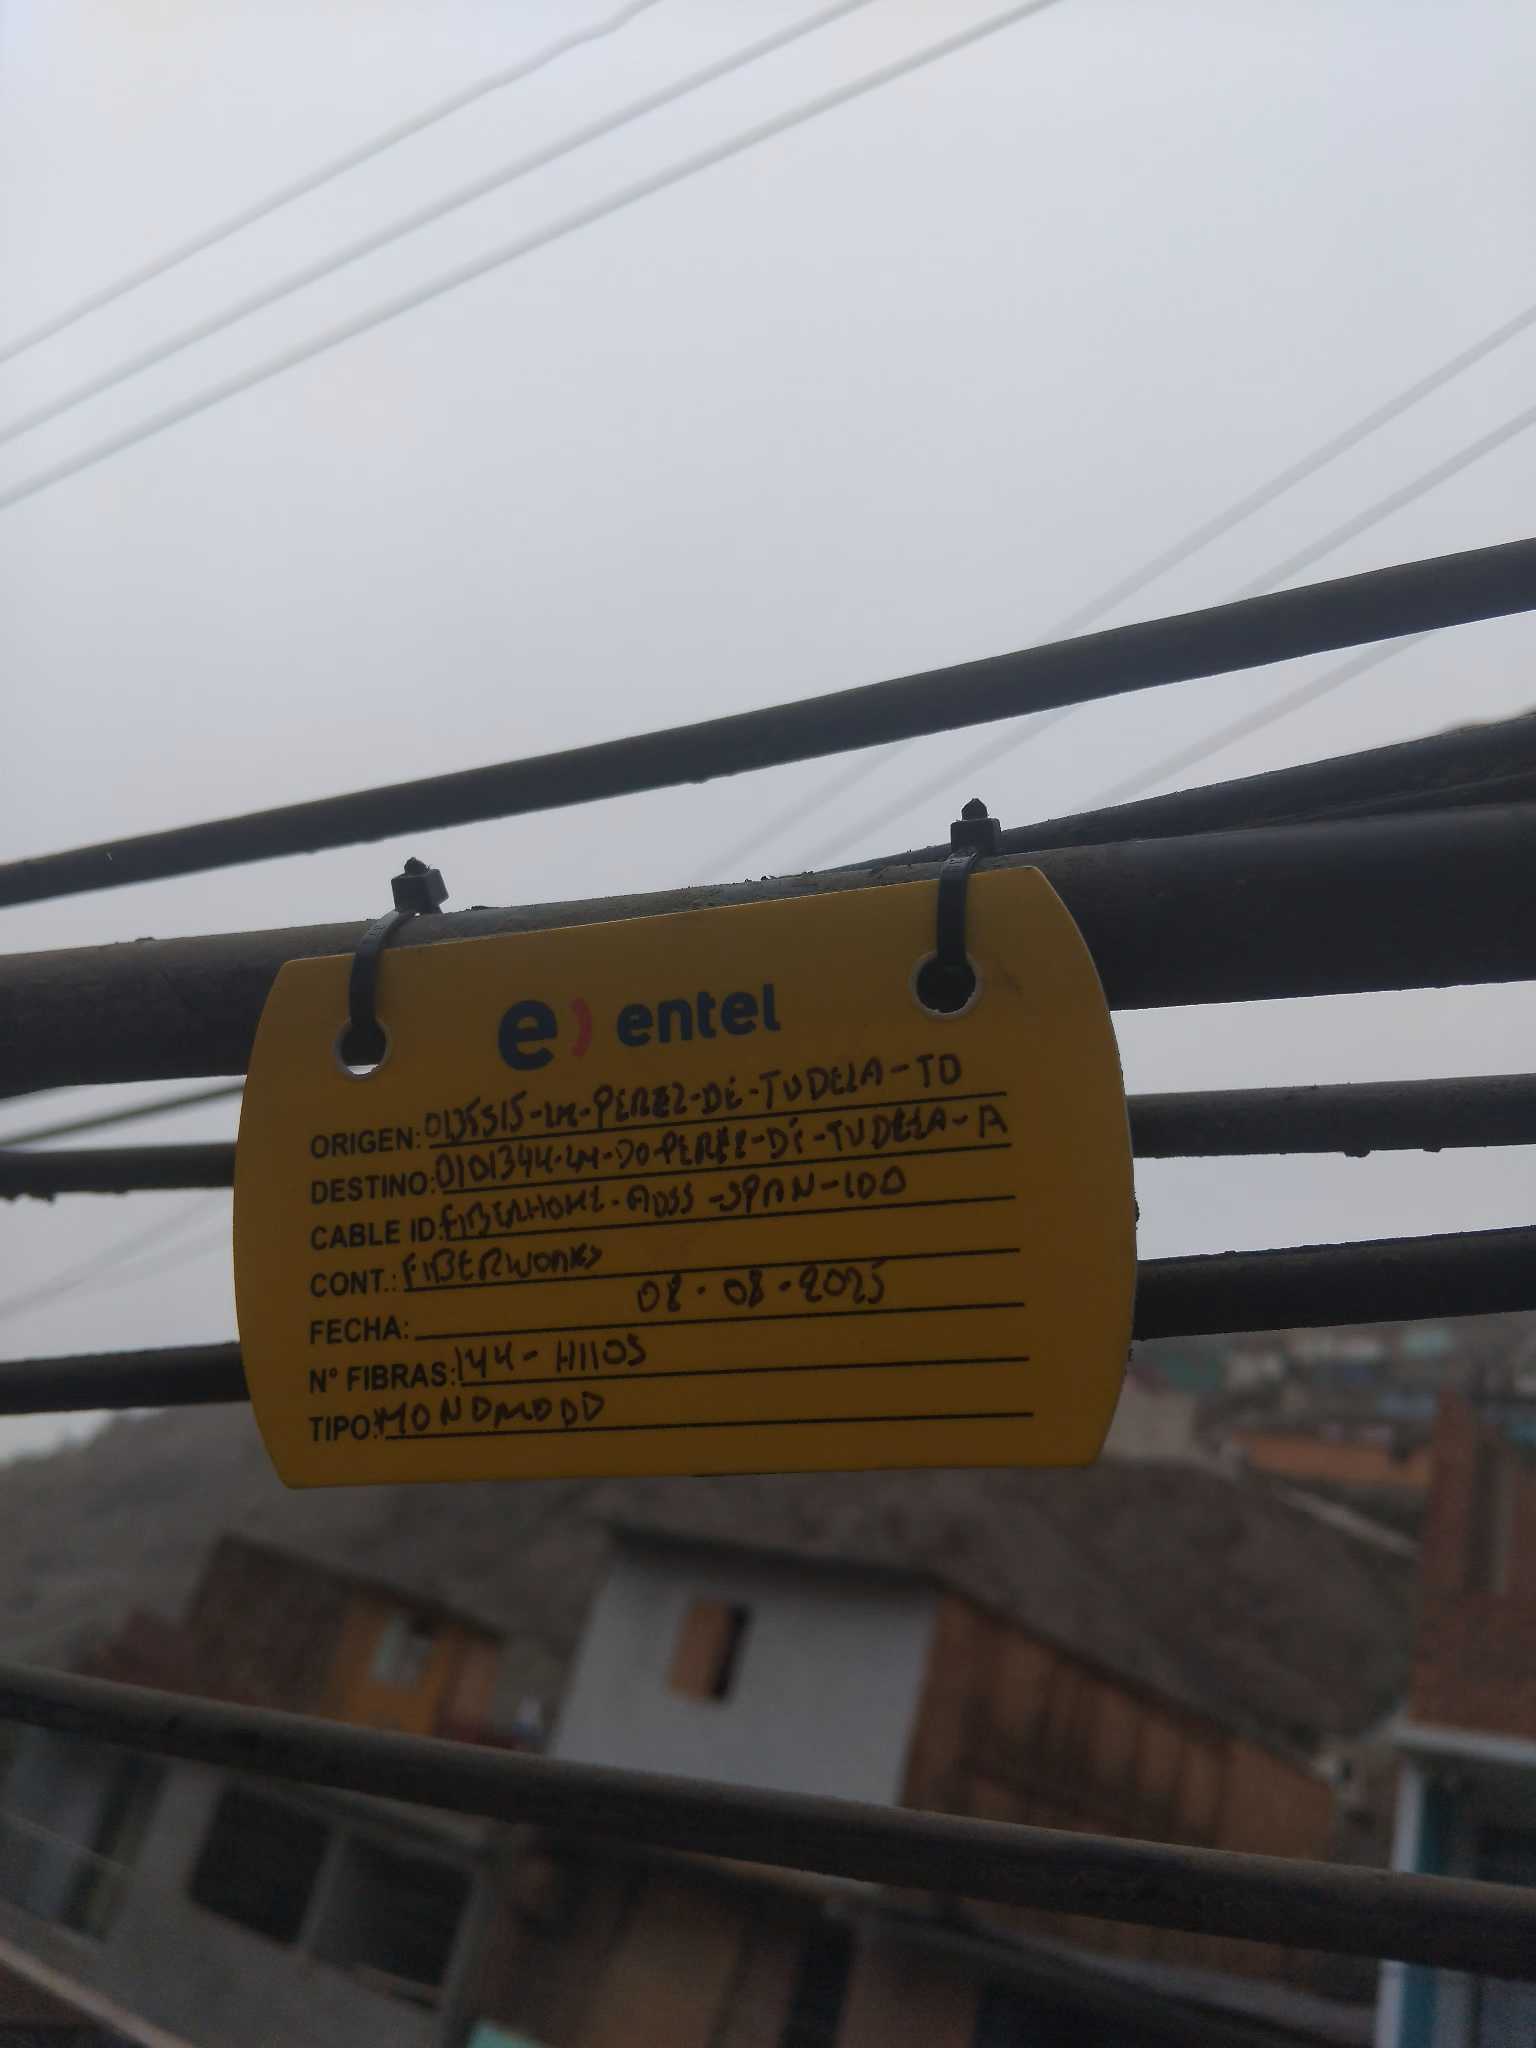 e) entel
ORIGEN: 0135515-LM-PEREZ-DE-TUDELA-TD
DESTINO: 0101344-LM-DO-PEREZ-DE-TUDELA-A
CABLE ID: FIBERHOME-ADSS-SPAN-100
CONT.: FIBERWORKS
FECHA: 08-08-2025
N° FIBRAS: 144-HILOS
TIPO: MONOMODO